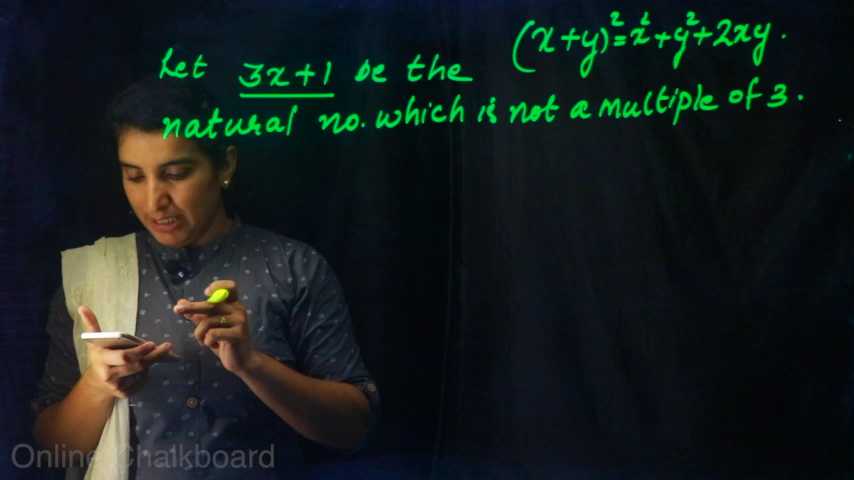 (x+y)²=x²+y²+2xy.
Let 3x+1 be the
natural no. which is not a multiple of 3.
Online Chalkboard